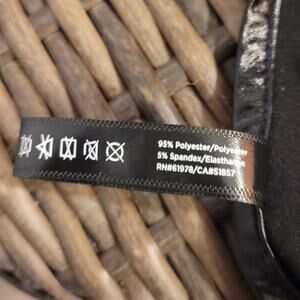 95% Polyester/Polyester
5% Spandex/Elasthanne
RN#61978/CA#51857